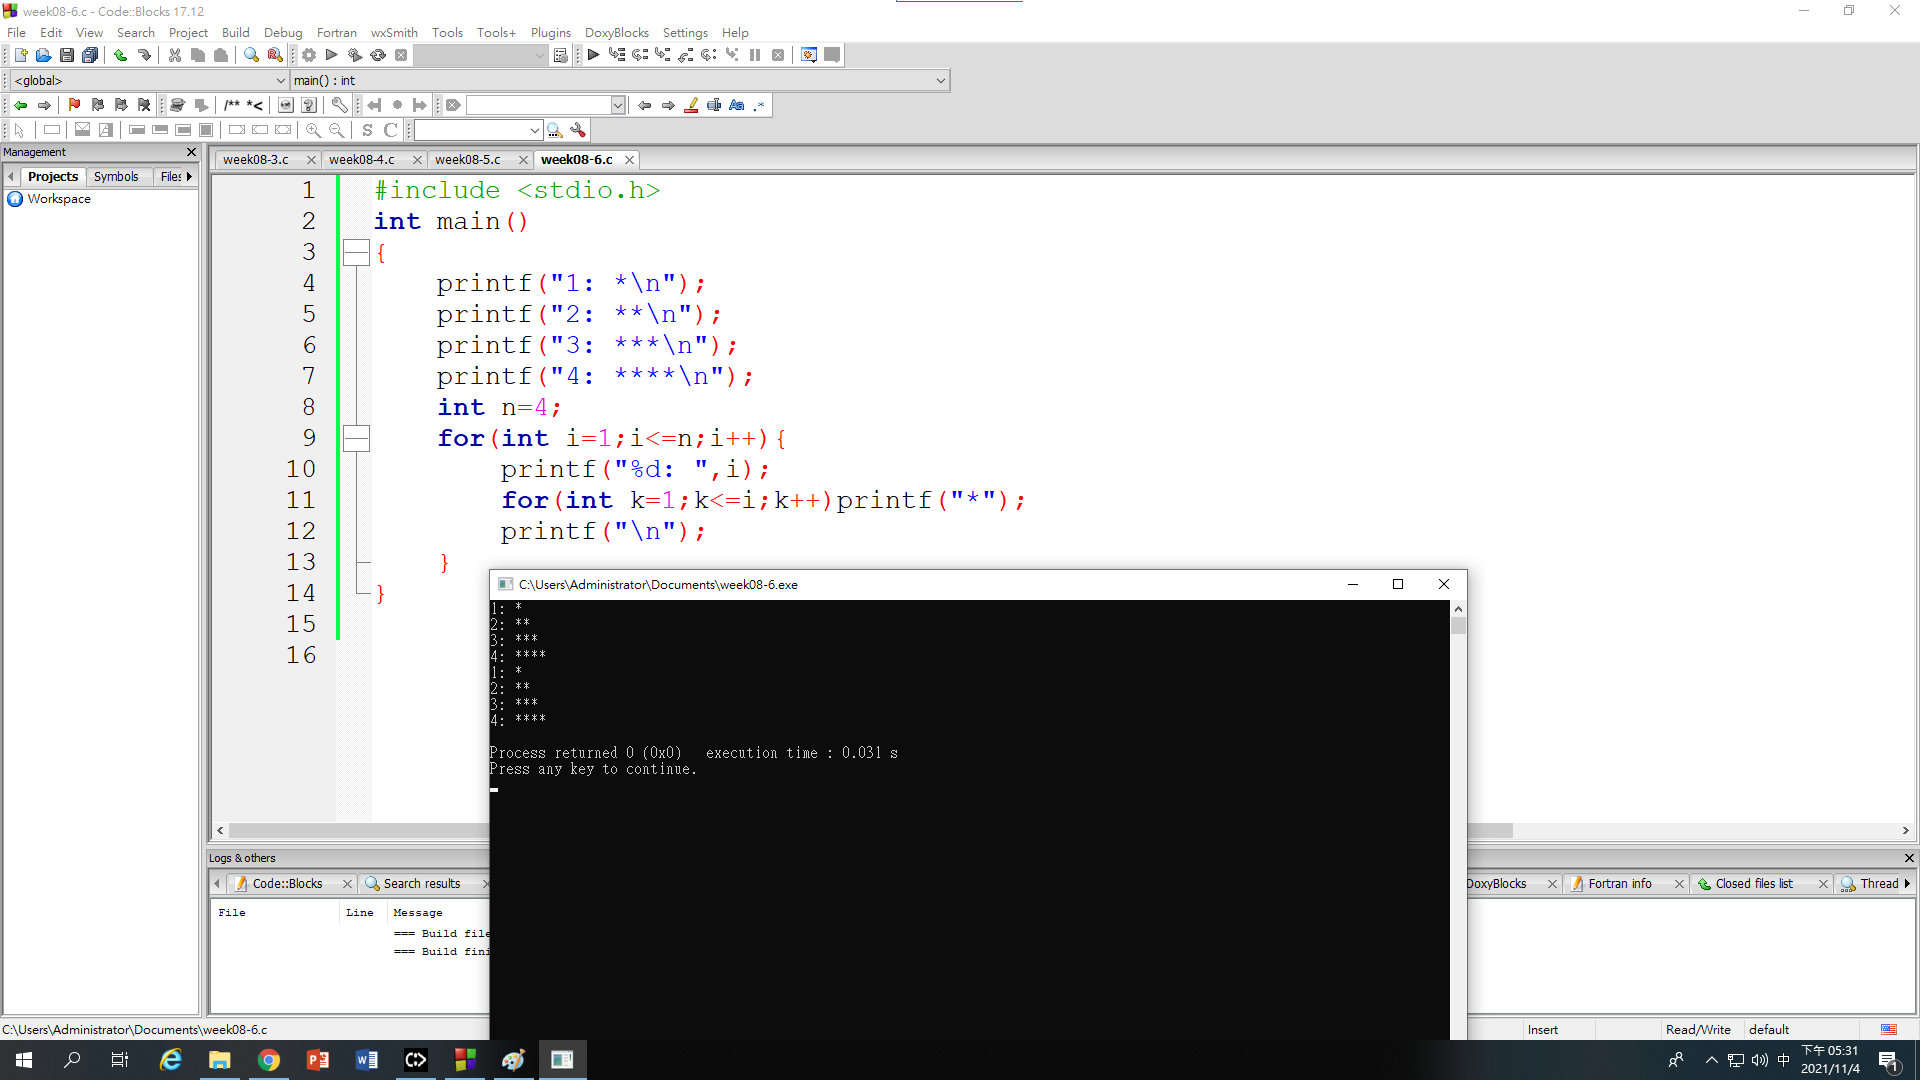 week08-6.c - Code::Blocks 17.12
File Edit View Search Project Build Debug Fortran wxSmith Tools Tools+ Plugins DoxyBlocks Settings Help
<global> main() : int
/** *<
S C
Management
Projects Symbols Files
Workspace
week08-3.c week08-4.c week08-5.c week08-6.c
1 #include <stdio.h>
2 int main()
3 {
4 printf("1: *\n");
5 printf("2: **\n");
6 printf("3: ***\n");
7 printf("4: ****\n");
8 int n=4;
9 for(int i=1;i<=n;i++){
10 printf("%d: ",i);
11 for(int k=1;k<=i;k++)printf("*");
12 printf("\n");
13 }
14 }
15
16
C:\Users\Administrator\Documents\week08-6.exe
1: *
2: **
3: ***
4: ****
1: *
2: **
3: ***
4: ****
Process returned 0 (0x0) execution time : 0.031 s
Press any key to continue.
Logs & others
Code::Blocks Search results DoxyBlocks Fortran info Closed files list Thread
File Line Message
=== Build file
=== Build fini
C:\Users\Administrator\Documents\week08-6.c Insert Read/Write default
中 下午 05:31
2021/11/4
1